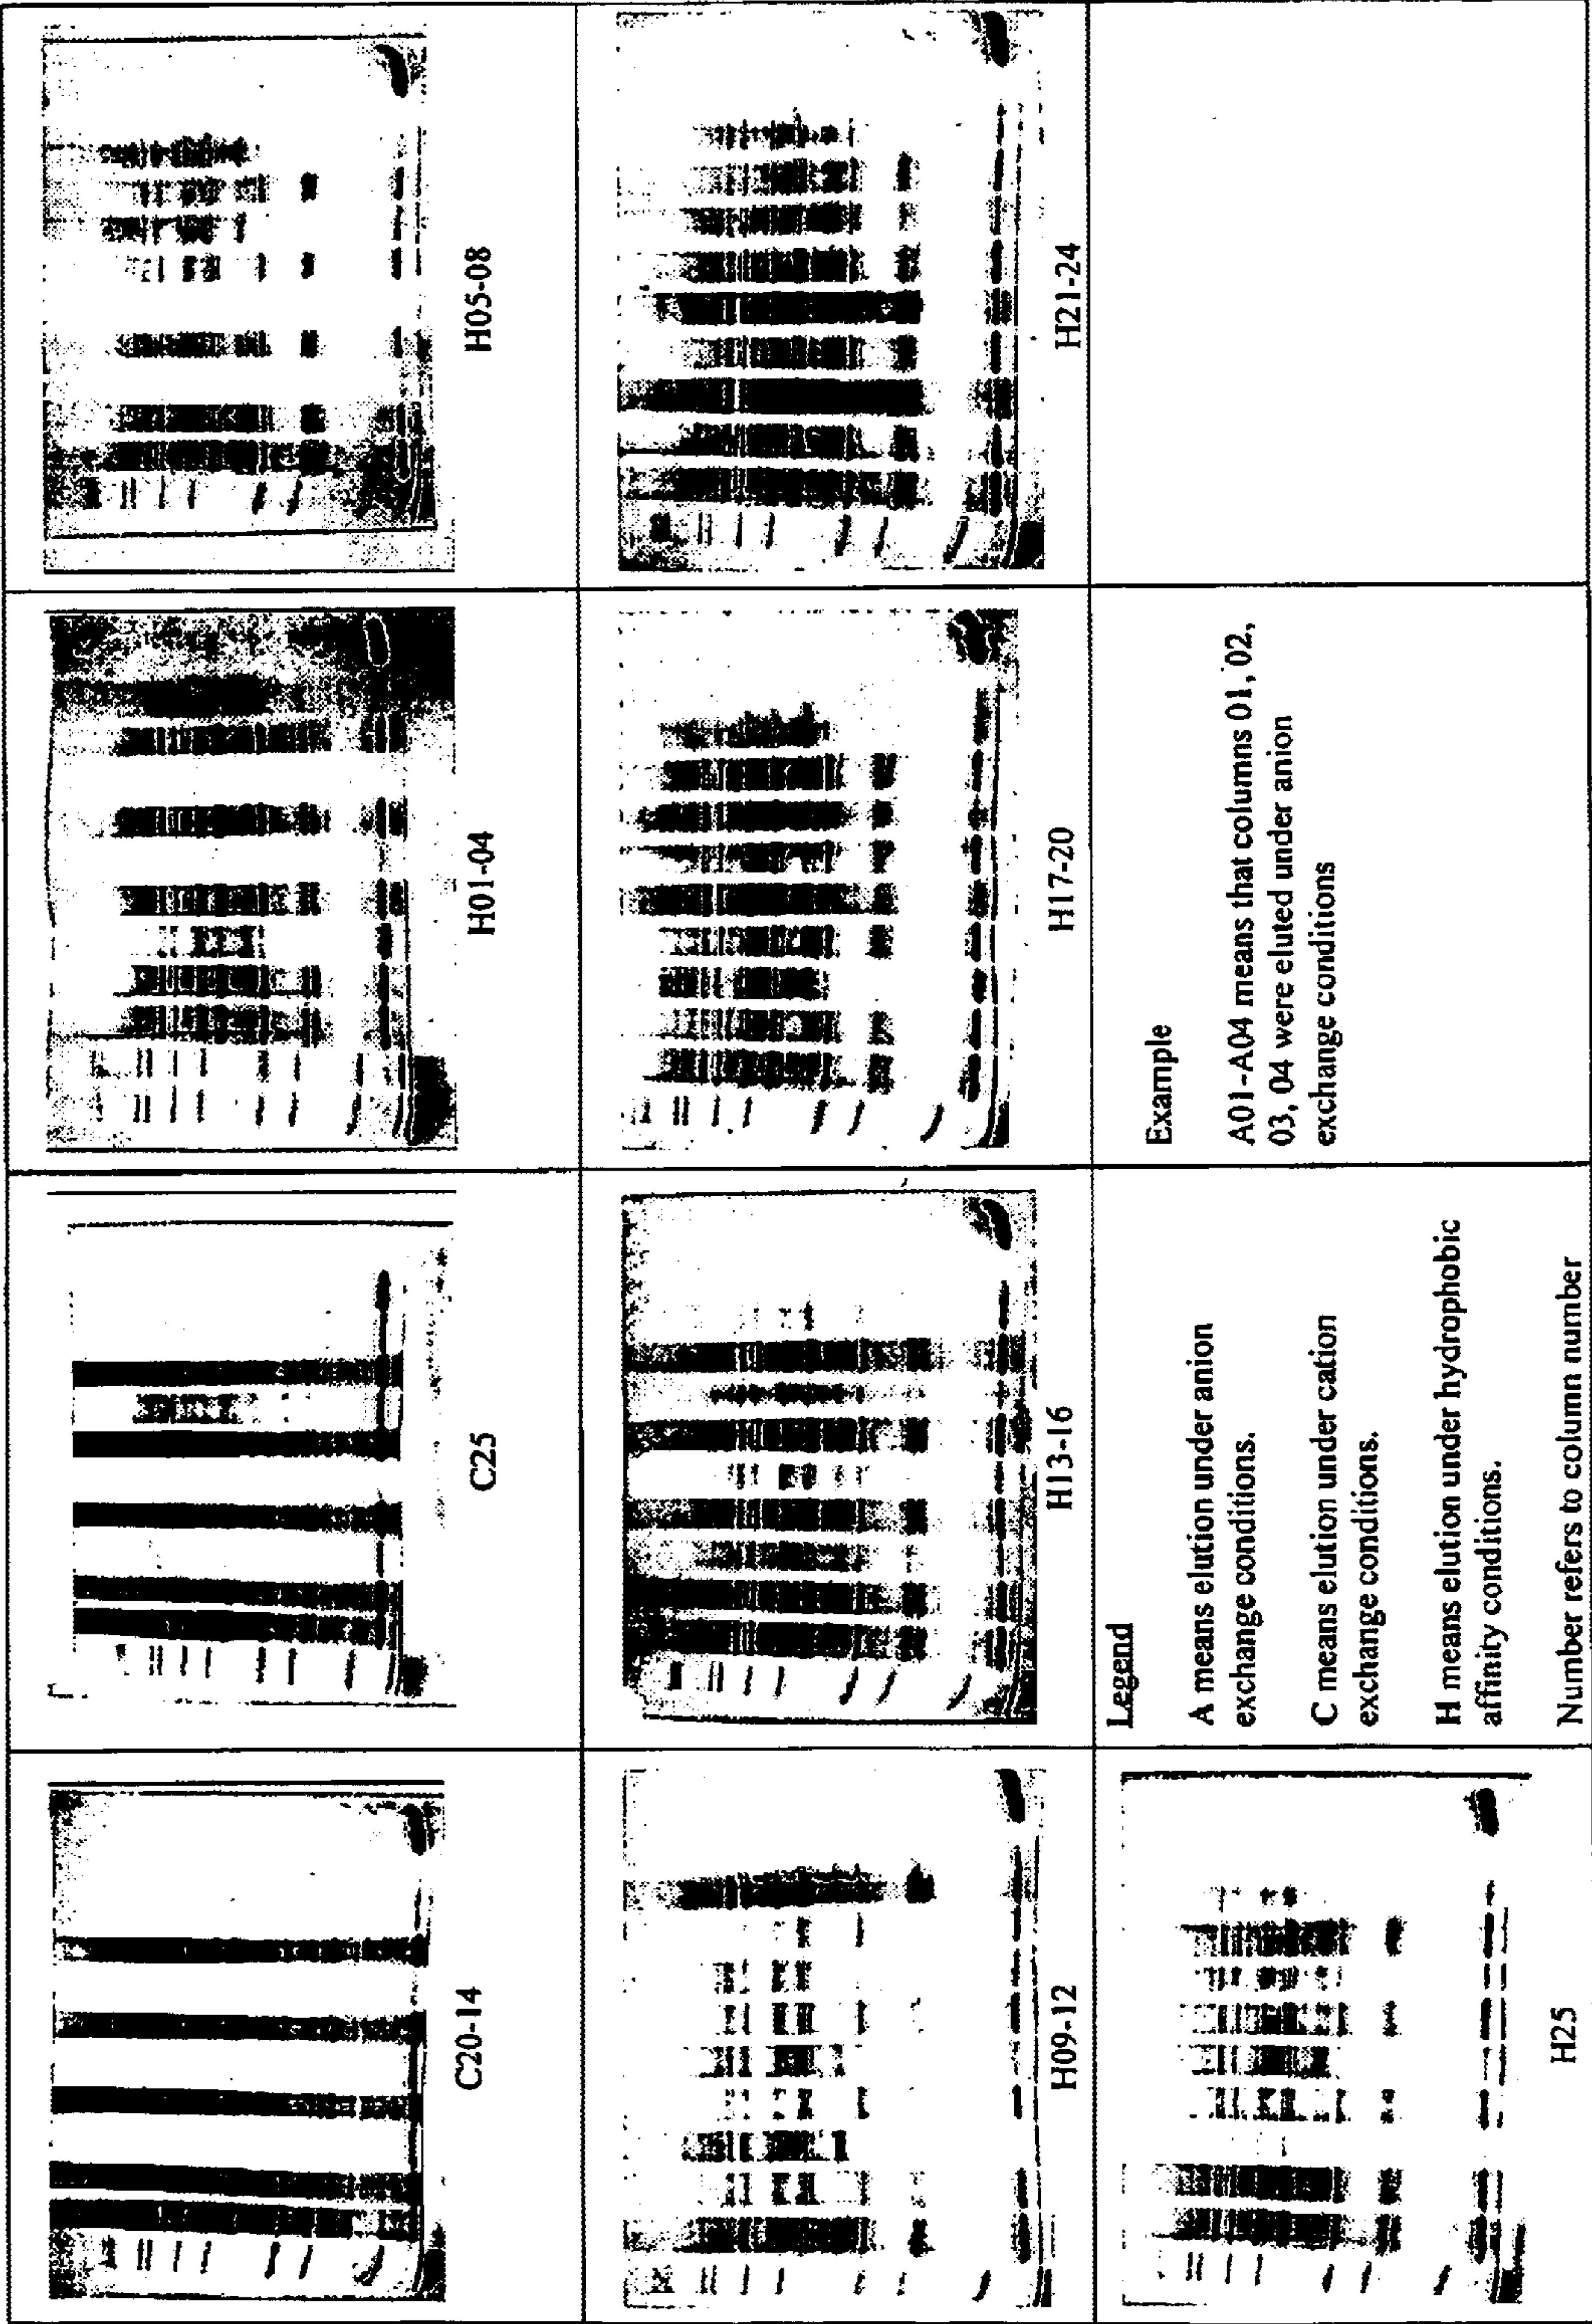 C20-14
C25
H01-04
H05-08
H09-12
H13-16
H17-20
H21-24
H25
Legend
A means elution under anion
exchange conditions.
C means elution under cation
exchange conditions.
H means elution under hydrophobic
affinity conditions.
Number refers to column number
Example
A01-A04 means that columns 01, 02,
03, 04 were eluted under anion
exchange conditions